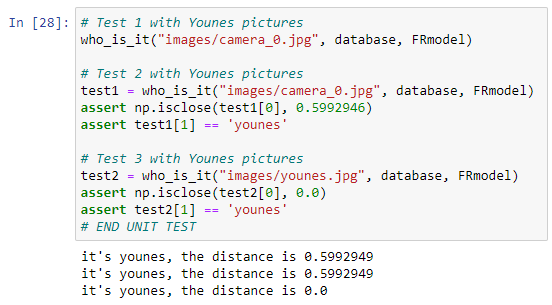 In [28]: # Test 1 with Younes pictures
who_is_it("images/camera_0.jpg", database, FRmodel)
# Test 2 with Younes pictures
test1 = who_is_it("images/camera_0.jpg", database, FRmodel)
assert np.isclose(test1[0], 0.5992946)
assert test1[1] == 'younes'
# Test 3 with Younes pictures
test2 = who_is_it("images/younes.jpg", database, FRmodel)
assert np.isclose(test2[0], 0.0)
assert test2[1] == 'younes'
# END UNIT TEST
it's younes, the distance is 0.5992949
it's younes, the distance is 0.5992949
it's younes, the distance is 0.0